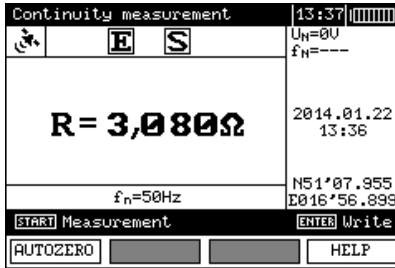 Continuity measurement 13:37
E S
UN=0V
fN=---
R= 3,080Ω
2014.01.22
13:36
N51'07.955
E016'56.899
fn=50Hz
START Measurement ENTER Write
AUTOZERO HELP